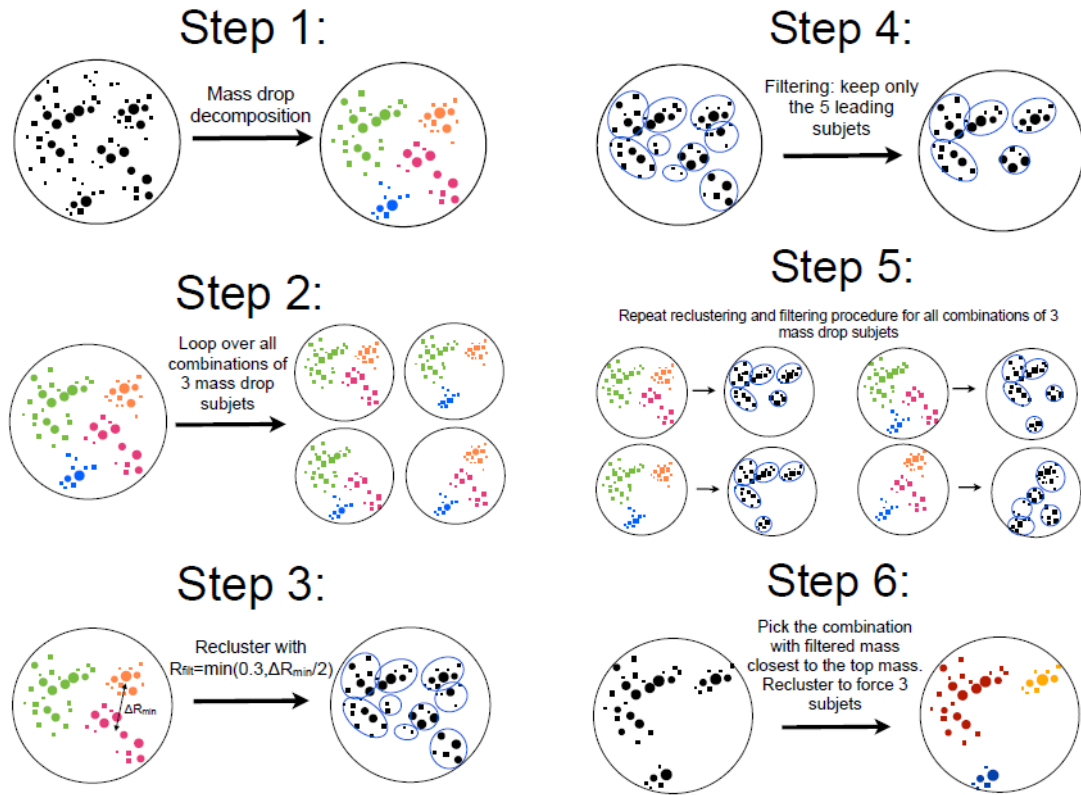 Step 1:
Mass drop
decomposition
Step 2:
Loop over all
combinations of
3 mass drop
subjets
Step 3:
Recluster with
Rfilt=min(0.3,ΔRmin/2)
ΔRmin
Step 4:
Filtering: keep only
the 5 leading
subjets
Step 5:
Repeat reclustering and filtering procedure for all combinations of 3
mass drop subjets
Step 6:
Pick the combination
with filtered mass
closest to the top mass.
Recluster to force 3
subjets